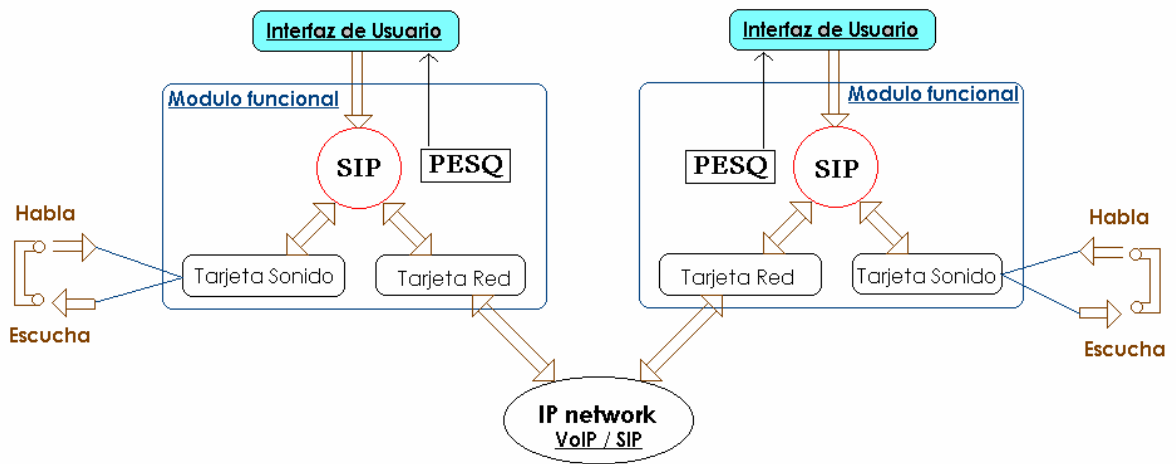 Interfaz de Usuario
Interfaz de Usuario
Modulo funcional
Modulo funcional
SIP
PESQ
PESQ
SIP
Habla
Habla
Tarjeta Sonido
Tarjeta Red
Tarjeta Red
Tarjeta Sonido
Escucha
Escucha
IP network
VoIP / SIP